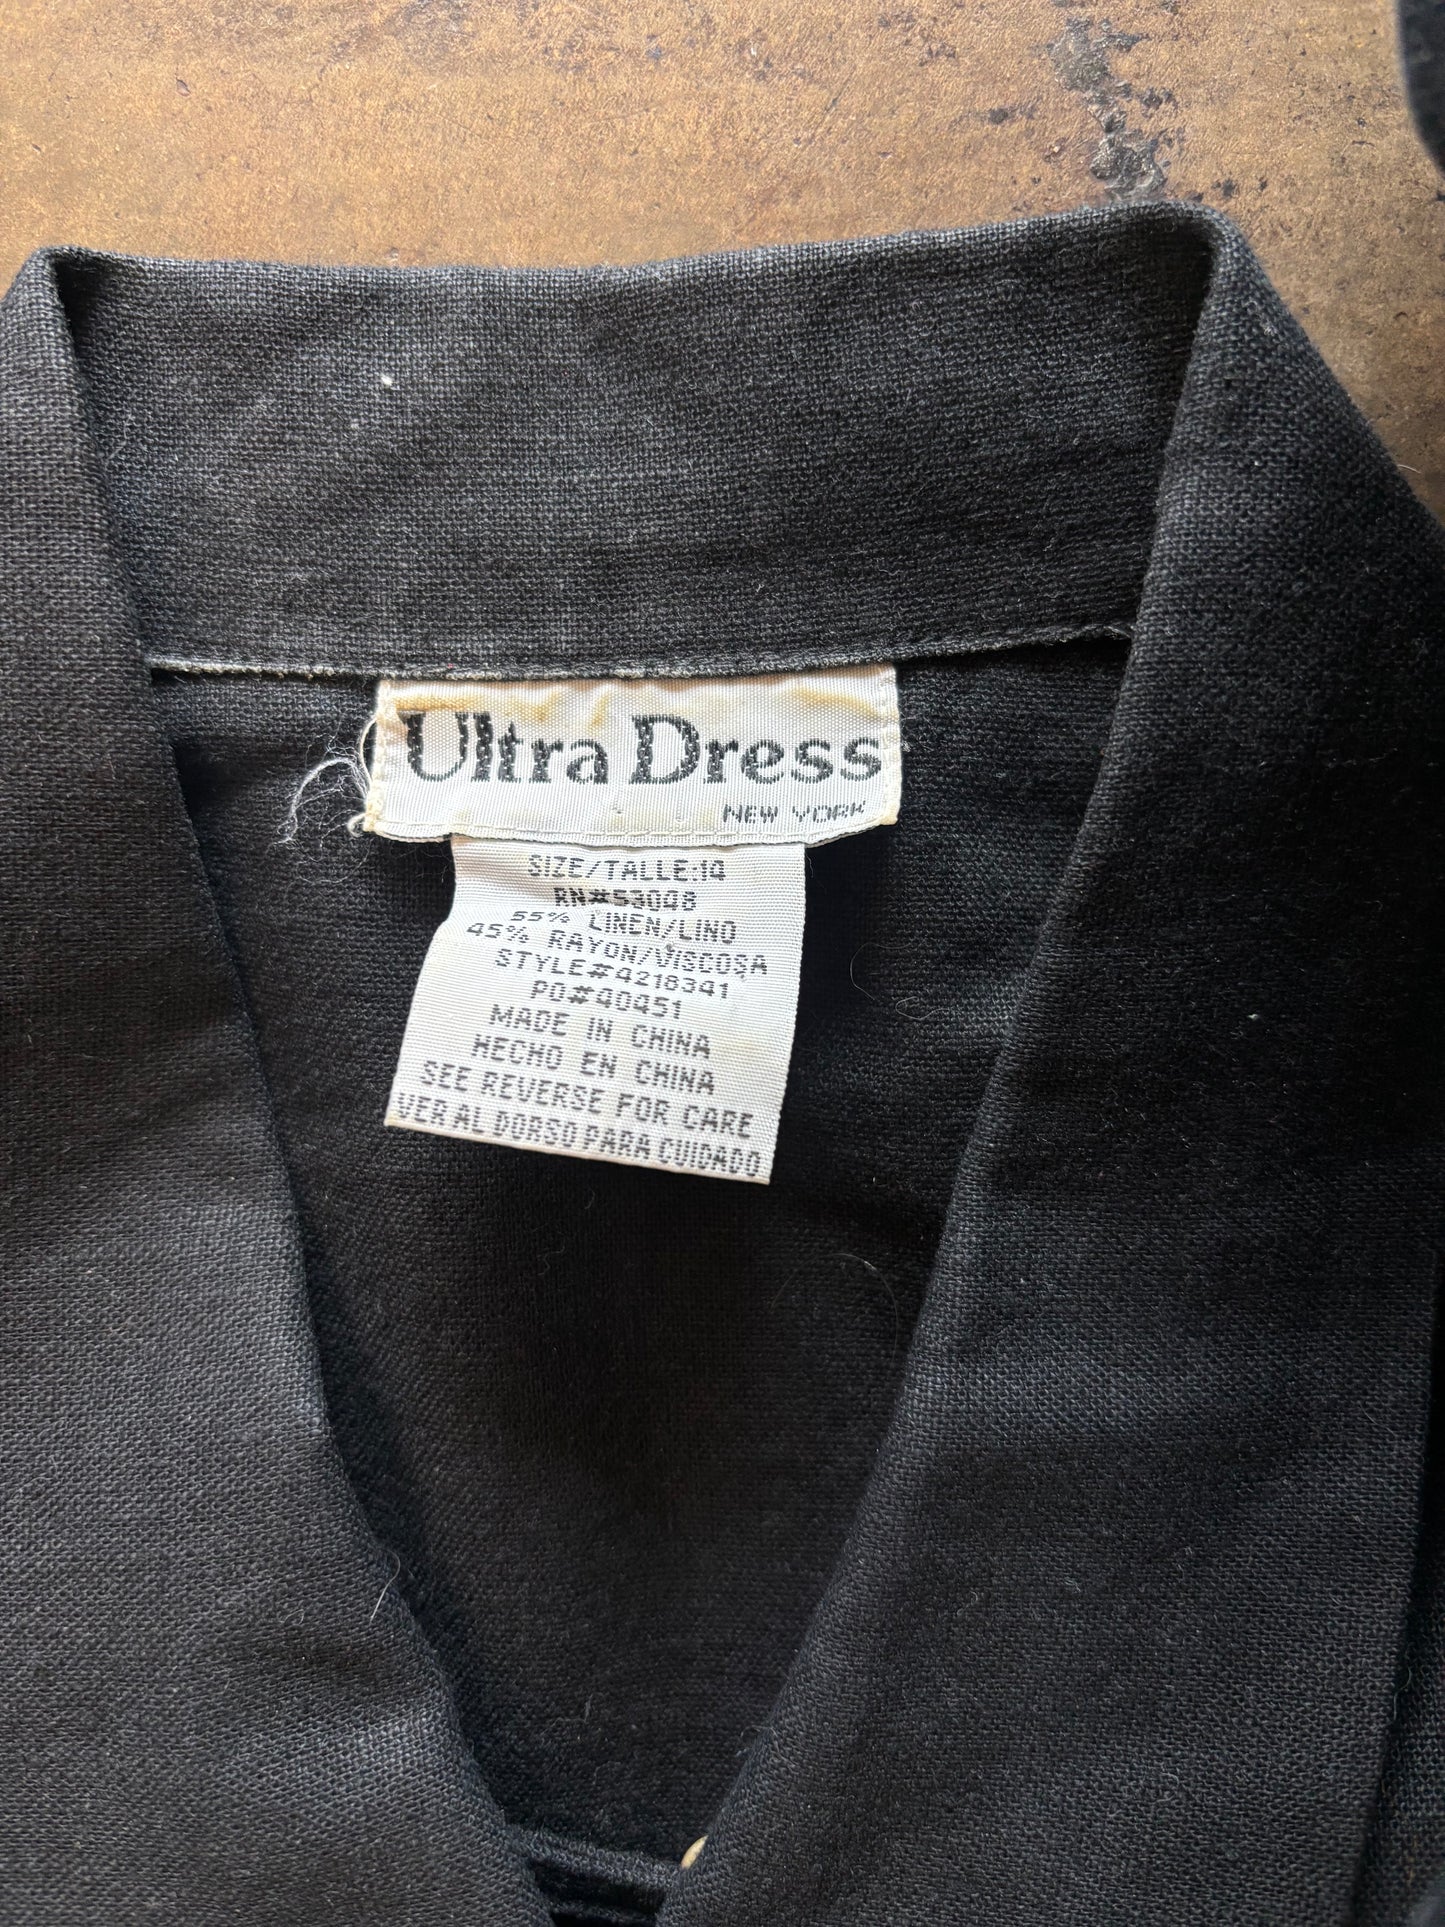 Ultra Dress
NEW YORK
SIZE/TALLE:14
RN#53048
55% LINEN/LINO
45% RAYON/VISCOSA
STYLE#4218341
PO#40451
MADE IN CHINA
HECHO EN CHINA
SEE REVERSE FOR CARE
VER AL DORSO PARA CUIDADO